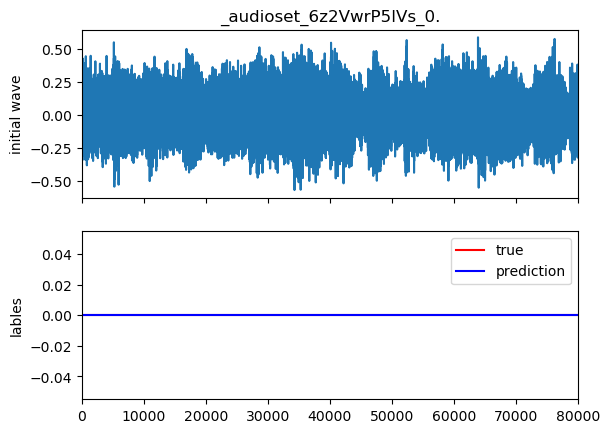 _audioset_6z2VwrP5IVs_0.
initial wave
0.50
0.25
0.00
−0.25
−0.50
lables
0.04
0.02
0.00
−0.02
−0.04
true
prediction
0 10000 20000 30000 40000 50000 60000 70000 80000